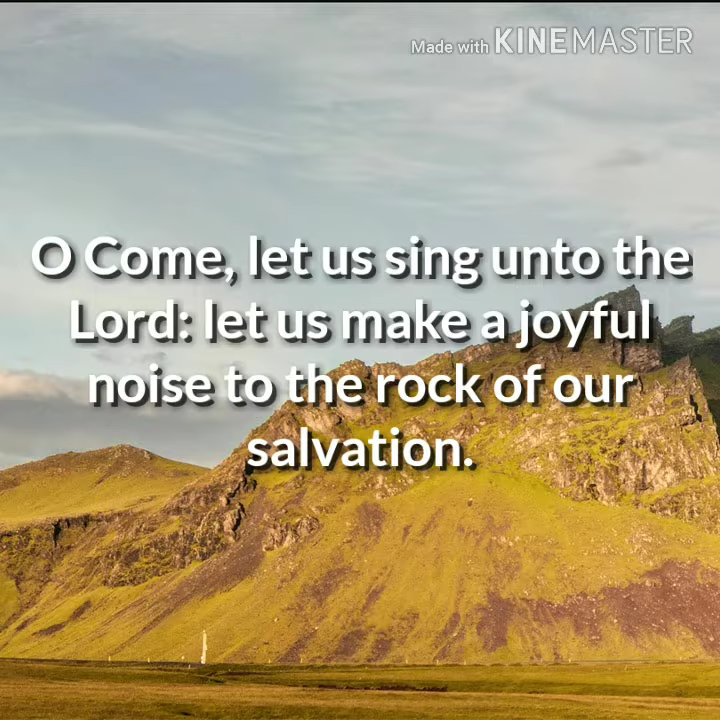 Made with KINEMASTER
O Come, let us sing unto the
Lord: let us make a joyful
noise to the rock of our
salvation.